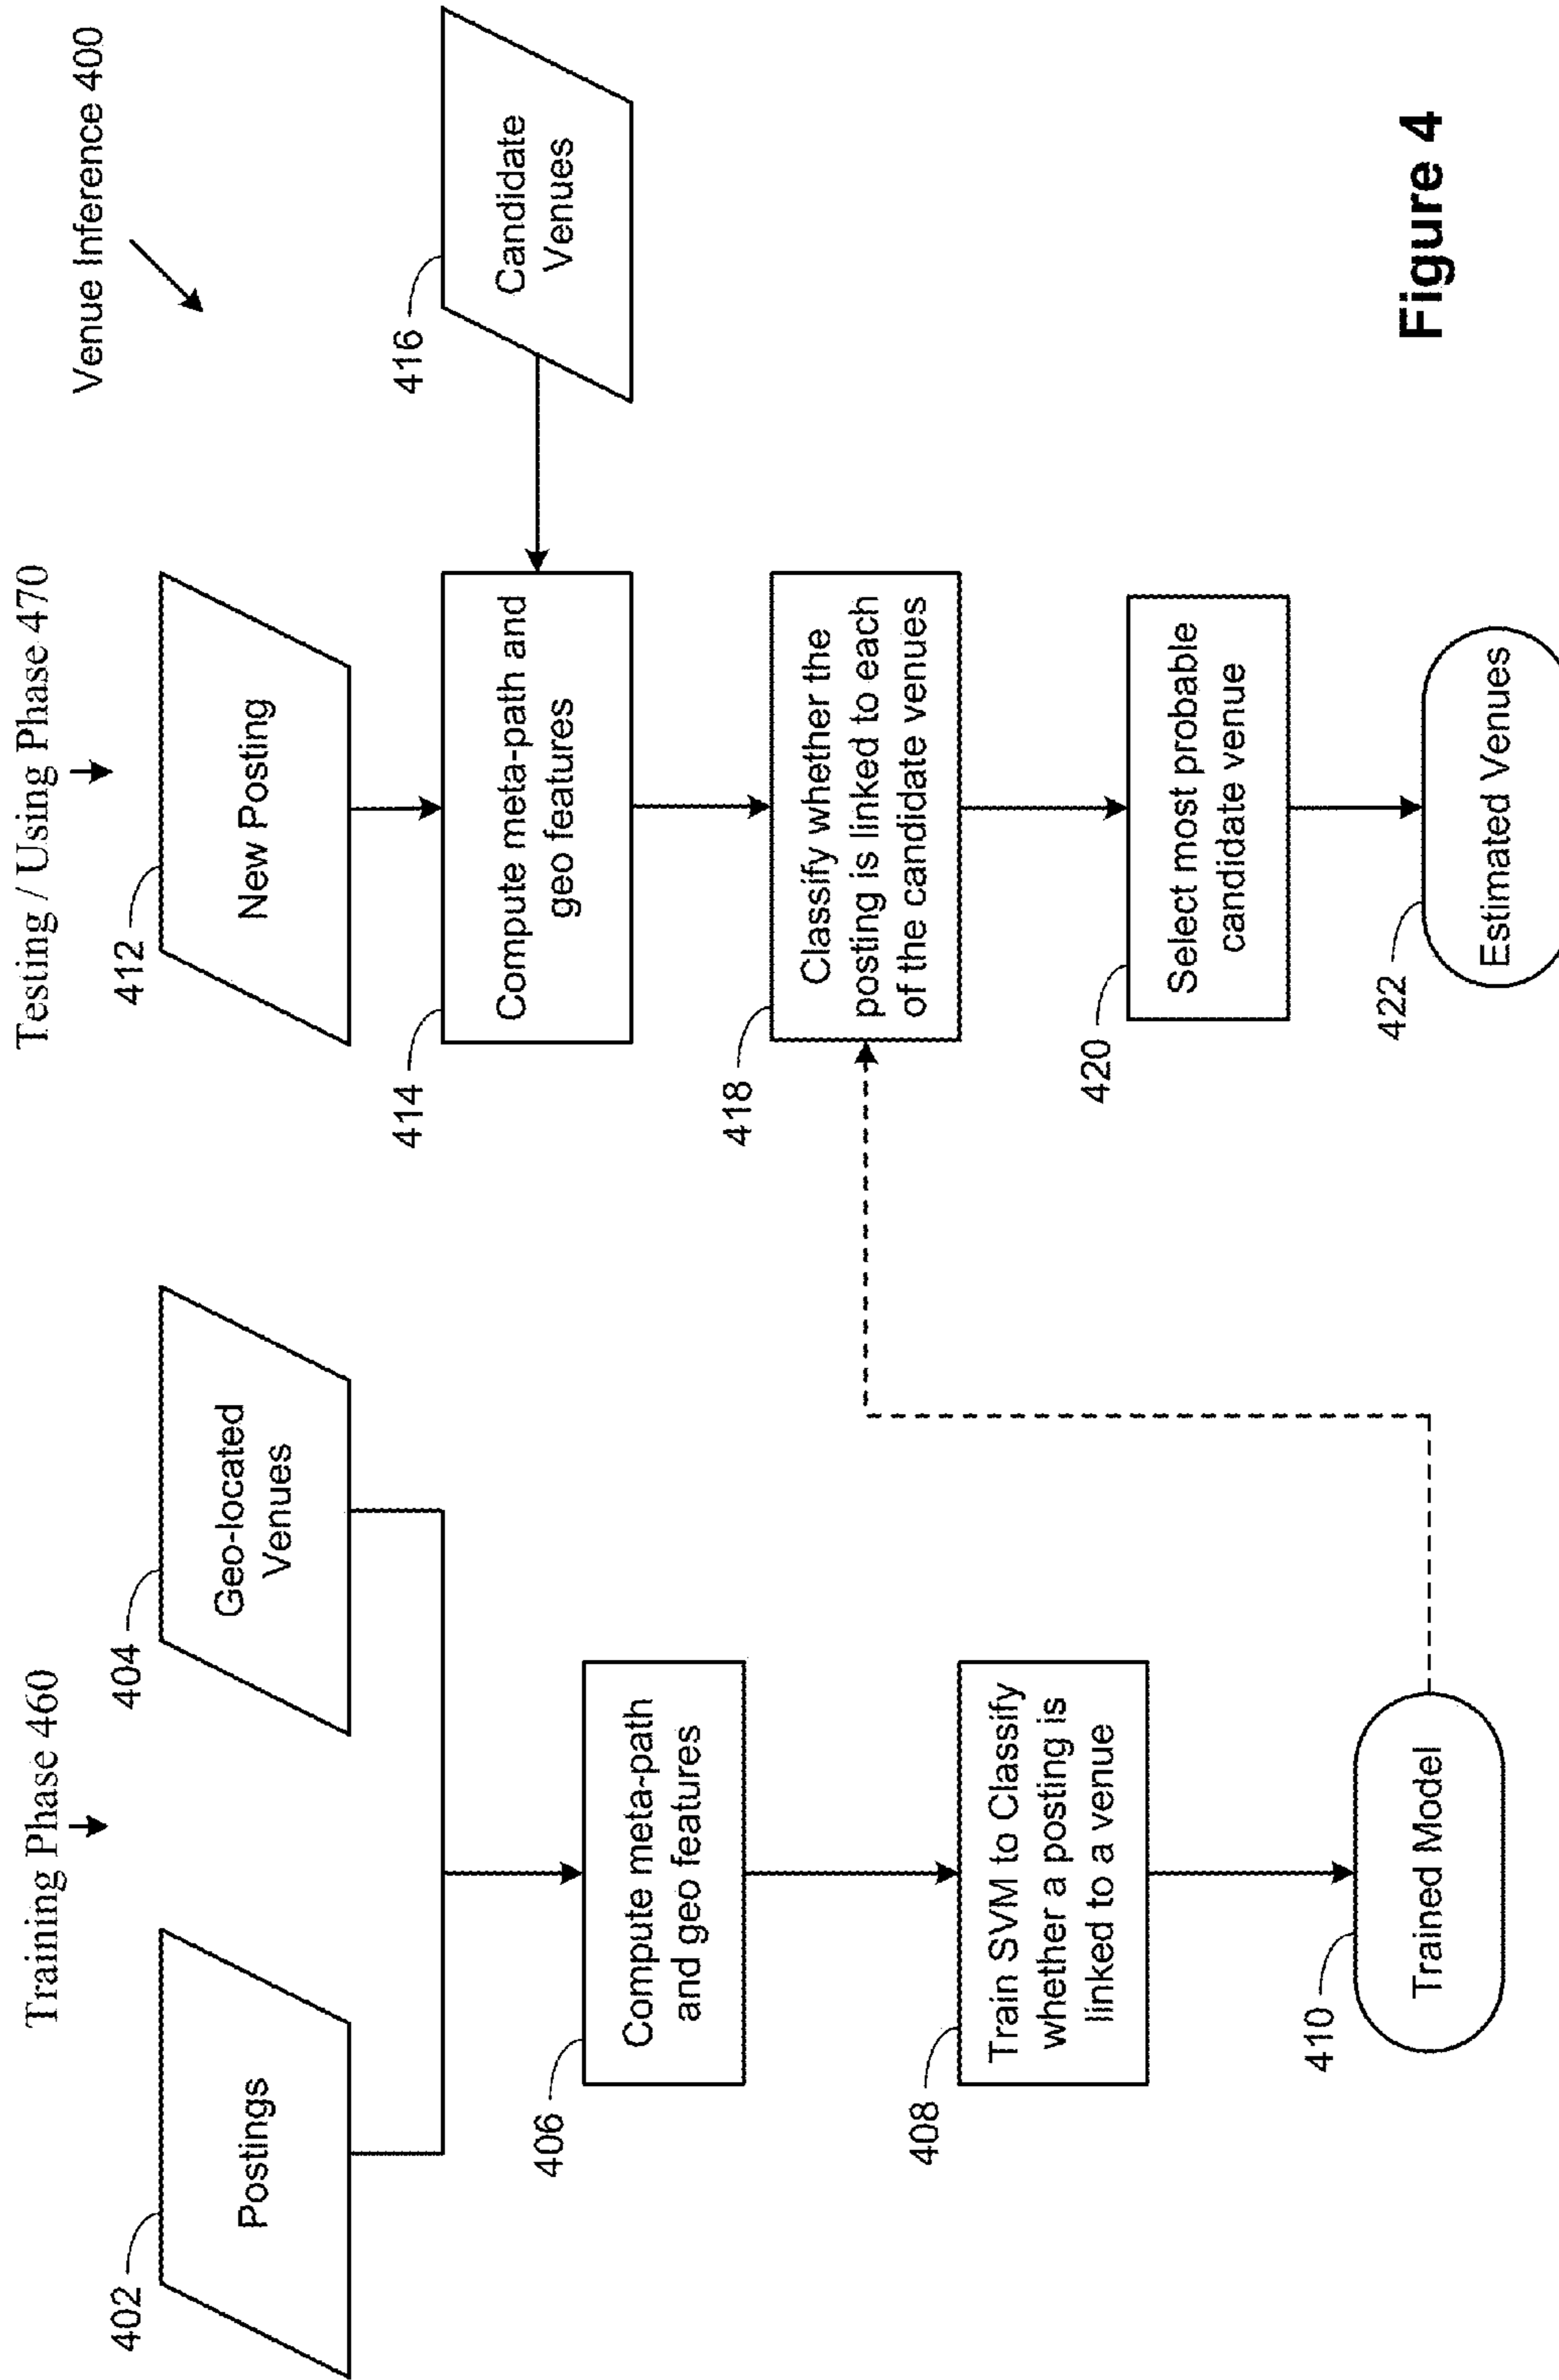 Venue Inference 400
Training Phase 460
402
Postings
404
Geo-located
Venues
406
Compute meta-path
and geo features
408
Train SVM to Classify
whether a posting is
linked to a venue
410
Trained Model
Testing / Using Phase 470
412
New Posting
416
Candidate
Venues
414
Compute meta-path and
geo features
418
Classify whether the
posting is linked to each
of the candidate venues
420
Select most probable
candidate venue
422
Estimated Venues
Figure 4